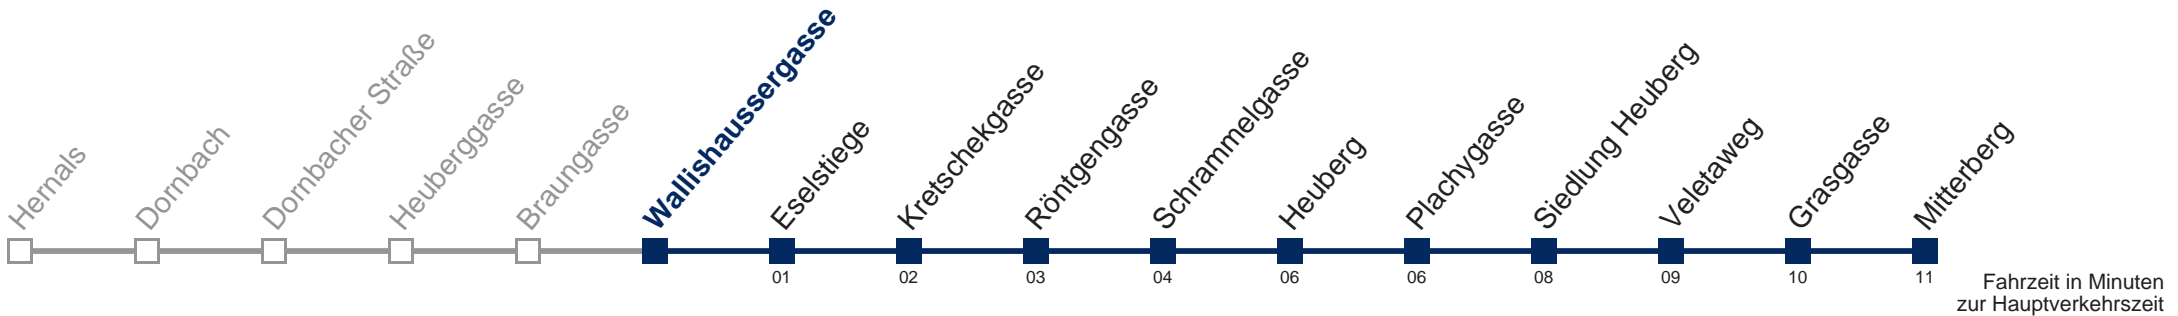 Hernals
Dornbach
Dornbacher Straße
Heuberggasse
Braungasse
Wallishaussergasse
Eselstiege
Kretschekgasse
Röntgengasse
Schrammelgasse
Heuberg
Plachygasse
Siedlung Heuberg
Veletaweg
Grasgasse
Mitterberg
01 02 03 04 06 06 08 09 10 11
Fahrzeit in Minuten
zur Hauptverkehrszeit